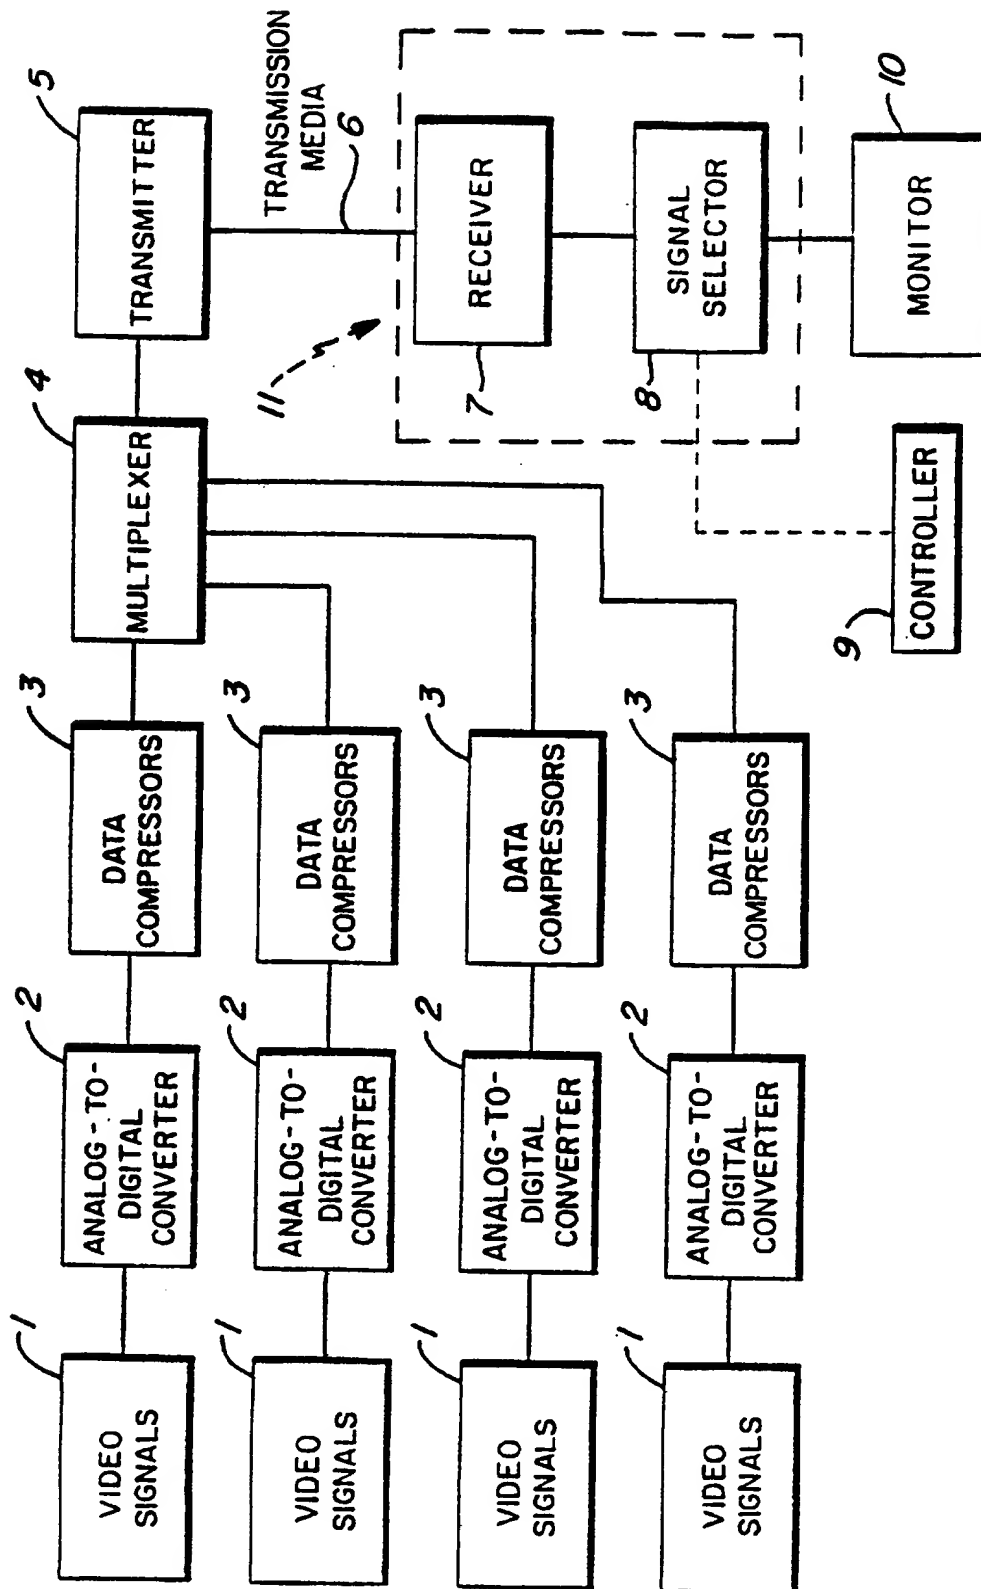 1
VIDEO
SIGNALS
2
ANALOG-TO-
DIGITAL
CONVERTER
3
DATA
COMPRESSORS
4
MULTIPLEXER
5
TRANSMITTER
1
VIDEO
SIGNALS
2
ANALOG-TO-
DIGITAL
CONVERTER
3
DATA
COMPRESSORS
TRANSMISSION
MEDIA
6
11
1
VIDEO
SIGNALS
2
ANALOG-TO-
DIGITAL
CONVERTER
3
DATA
COMPRESSORS
7
RECEIVER
1
VIDEO
SIGNALS
2
ANALOG-TO-
DIGITAL
CONVERTER
3
DATA
COMPRESSORS
8
SIGNAL
SELECTOR
9
CONTROLLER
10
MONITOR